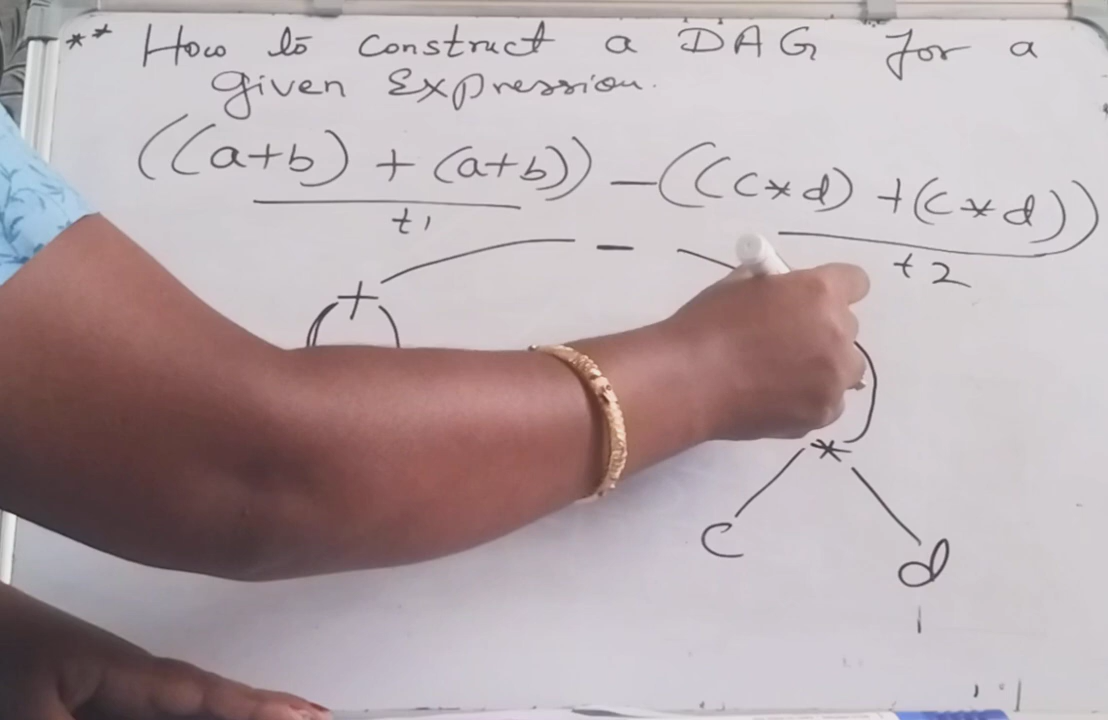 ** How to construct a DAG for a
given Expression.
((a+b) + (a+b)) - ((c*d) + (c*d))
t1
t2
-
+
*
c
d